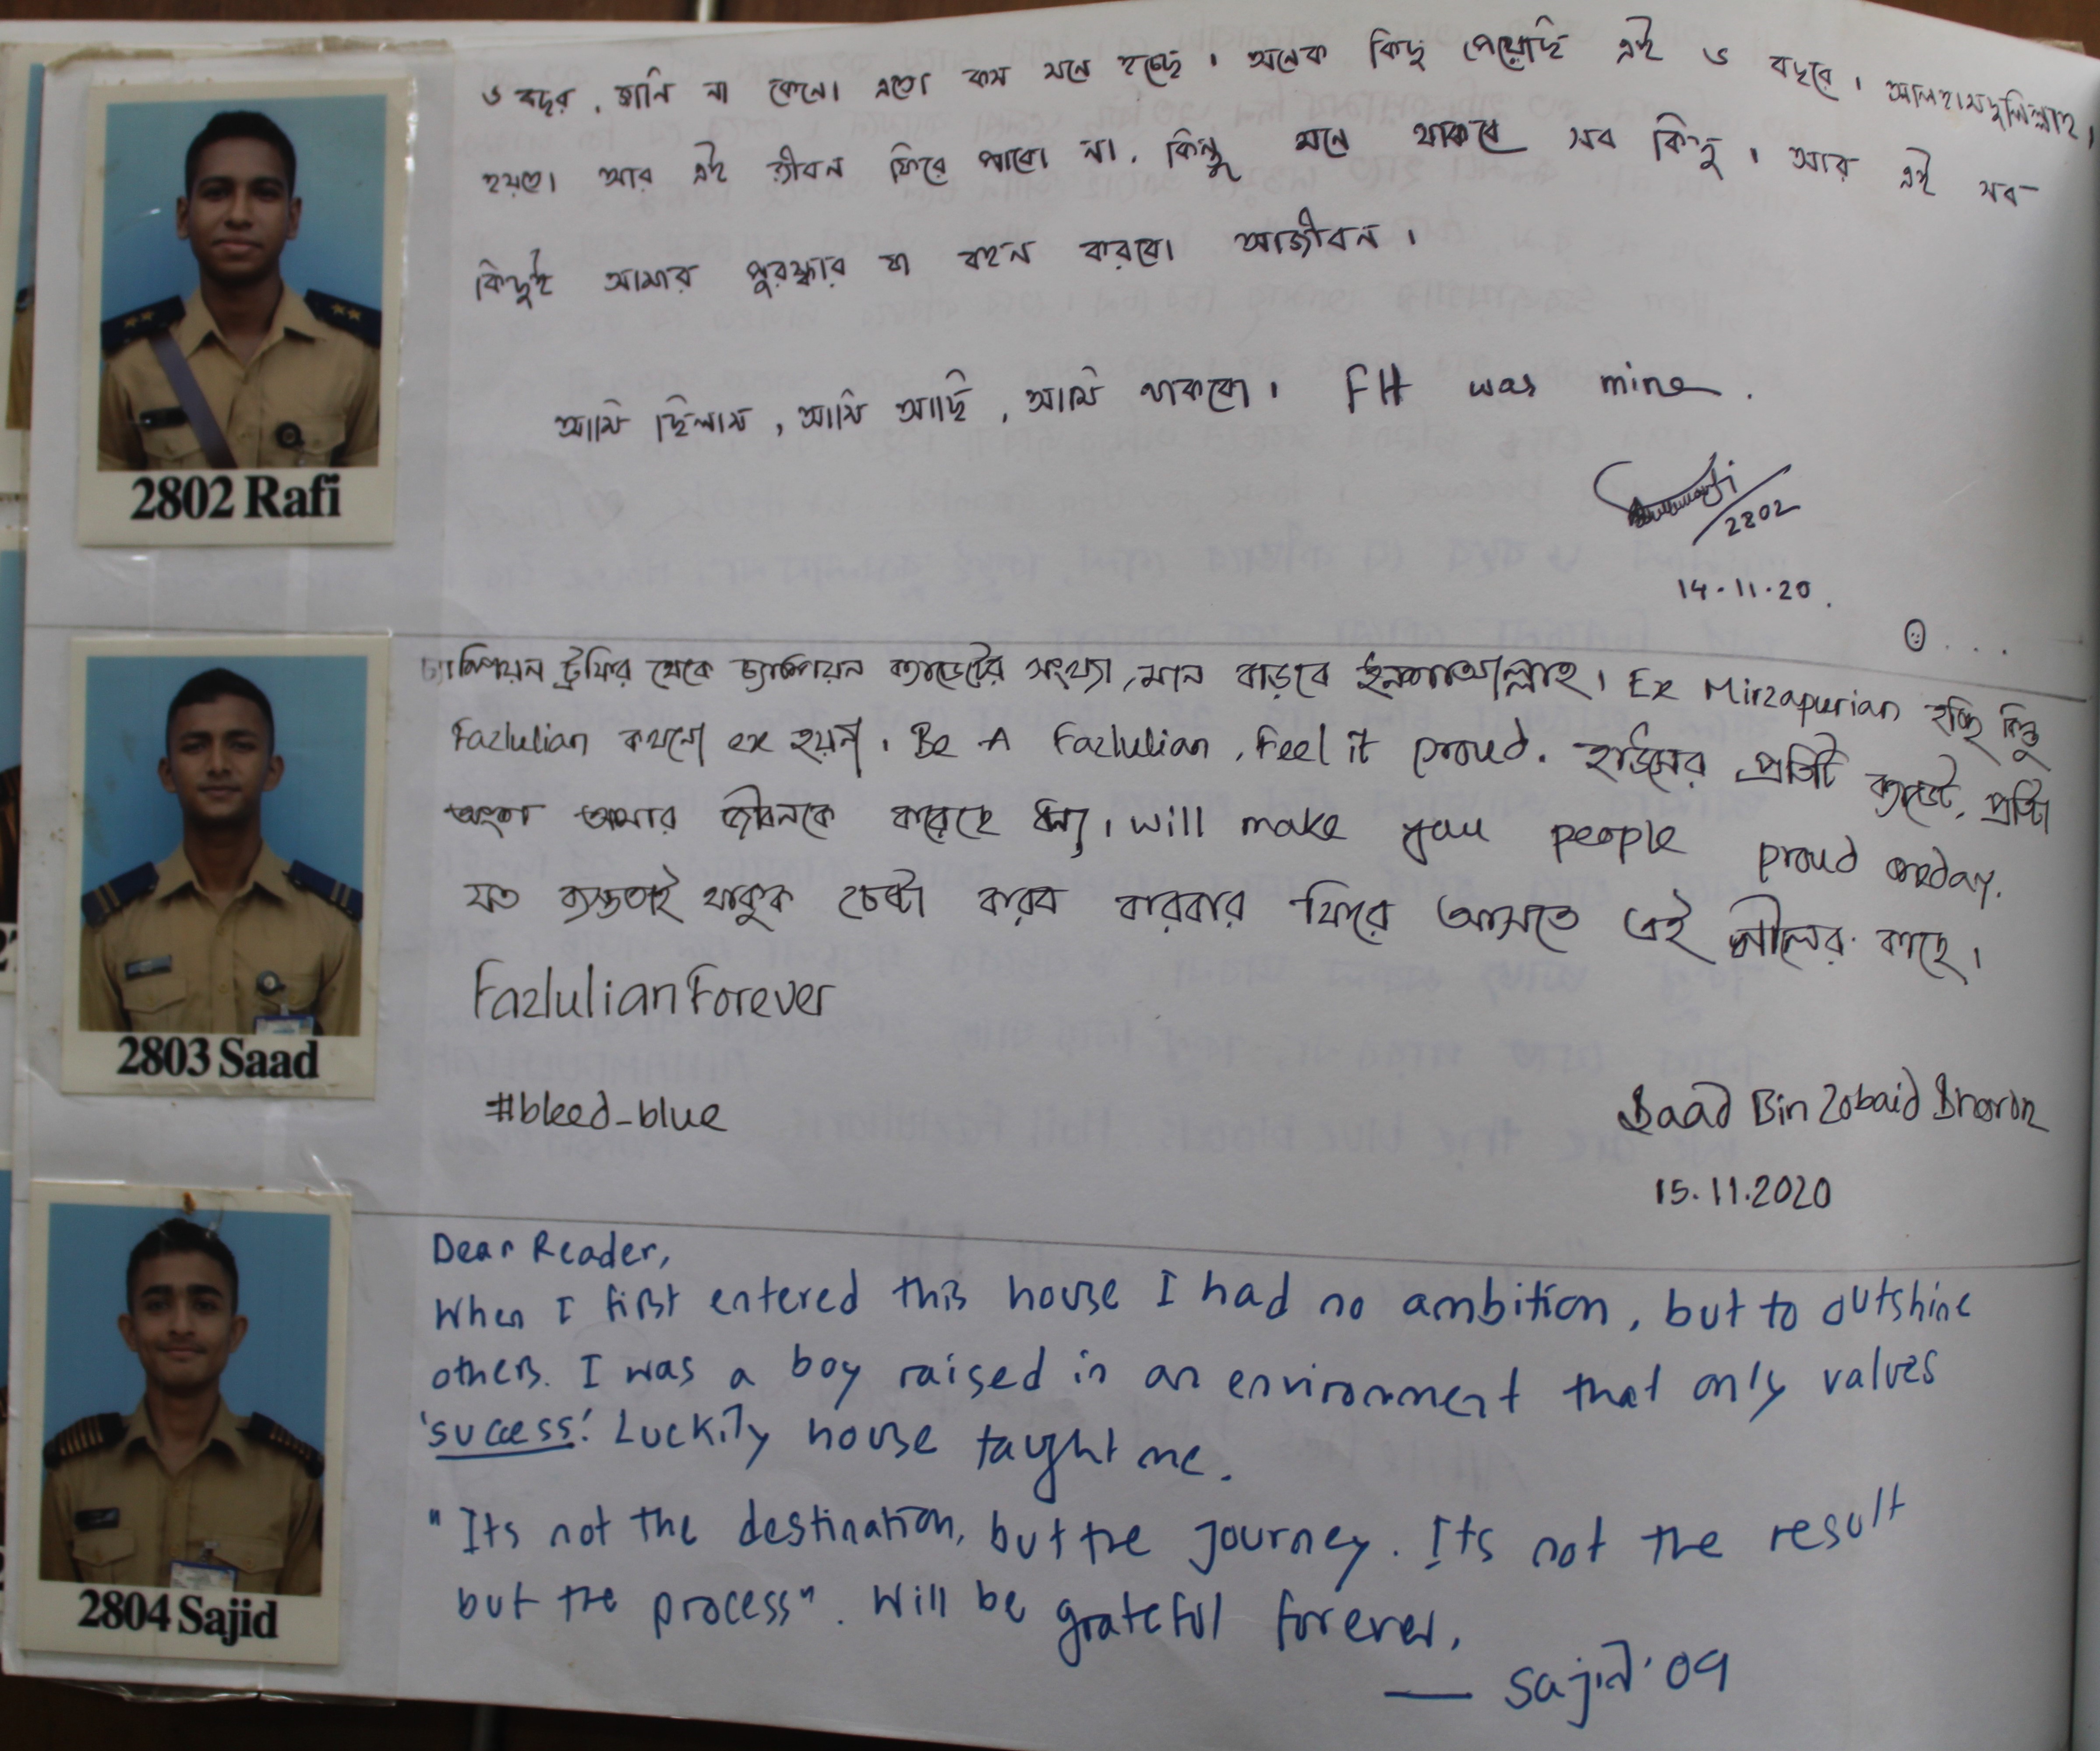 ৬ বছর, জানি না কেনো এতো কম মনে হচ্ছে। অনেক কিছু পেয়েছি এই ৬ বছরে। আলহামদুলিল্লাহ।
হয়তো আর এই জীবন ফিরে পাবো না, কিন্তু মনে থাকবে সব কিছু। আর এই সব
কিছুই আমার পুরস্কার যা বহন করবো আজীবন।
আমি ছিলাম, আমি আছি, আমি থাকবো। FH was mine.
2802
14.11.20.
2802 Rafi
চ্যাম্পিয়ন ট্রফির থেকে চ্যাম্পিয়ন ক্যাডেটের সংখ্যা, মান বাড়বে ইনশাআল্লাহ। Ex Mirzapurian হচ্ছি কিন্তু
Fazlulian কখনো ex হয়না। Be A Fazlulian, Feel it proud. হাউসের প্রতিটি ক্যাডেট, প্রতিটা
অংশ আমার জীবনকে করেছে ধন্য। will make you people proud oneday.
যত ব্যস্ততাই থাকুক চেষ্টা করব বারবার ফিরে আসতে এই নীলের কাছে।
FazlulianForever
#bleed_blue
Saad Bin Zobaid
15.11.2020
2803 Saad
Dear Reader,
When I first entered this house I had no ambition, but to outshine
others. I was a boy raised in an environment that only values
'success'. Luckily house taught me.
"Its not the destination, but the journey. Its not the result
but the process". Will be grateful forever.
— Sajid '09
2804 Sajid